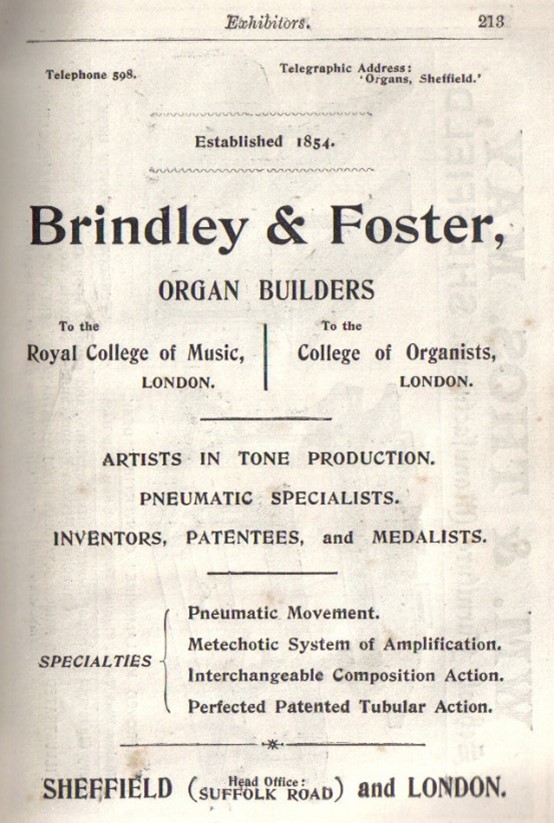 Exhibitors. 213
Telephone 598.
Telegraphic Address:
'Organs, Sheffield.'
Established 1854.
Brindley & Foster,
ORGAN BUILDERS
To the
Royal College of Music,
LONDON.
To the
College of Organists,
LONDON.
ARTISTS IN TONE PRODUCTION.
PNEUMATIC SPECIALISTS.
INVENTORS, PATENTEES, and MEDALISTS.
SPECIALTIES
Pneumatic Movement.
Metechotic System of Amplification.
Interchangeable Composition Action.
Perfected Patented Tubular Action.
SHEFFIELD (Head Office: SUFFOLK ROAD) and LONDON.